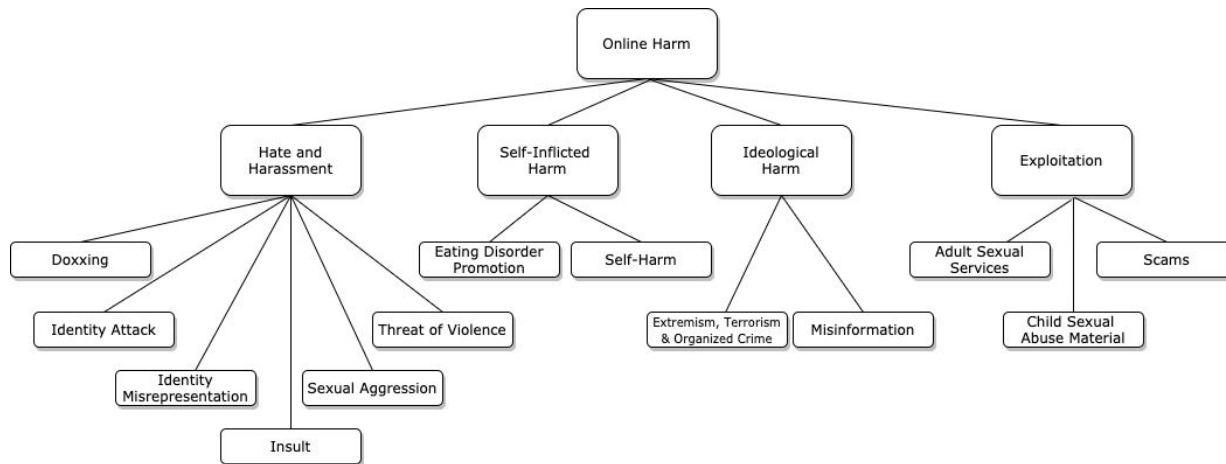 Online Harm
Hate and
Harassment
Self-Inflicted
Harm
Ideological
Harm
Exploitation
Doxxing
Eating Disorder
Promotion
Self-Harm
Adult Sexual
Services
Scams
Identity Attack
Threat of Violence
Extremism, Terrorism
& Organized Crime
Misinformation
Child Sexual
Abuse Material
Identity
Misrepresentation
Sexual Aggression
Insult